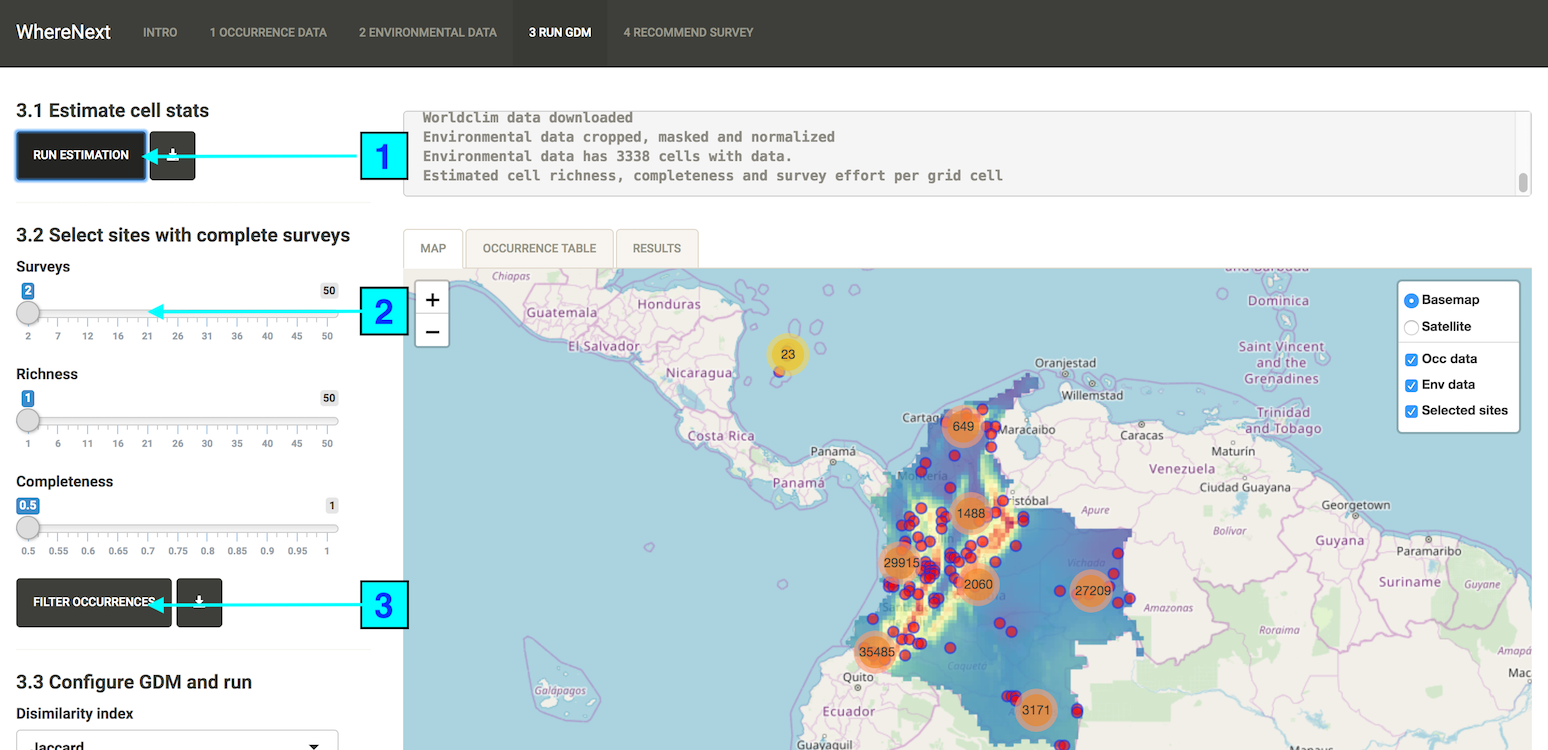 WhereNext INTRO 1 OCCURRENCE DATA 2 ENVIRONMENTAL DATA 3 RUN GDM 4 RECOMMEND SURVEY
3.1 Estimate cell stats
RUN ESTIMATION
1
Worldclim data downloaded
Environmental data cropped, masked and normalized
Environmental data has 3338 cells with data.
Estimated cell richness, completeness and survey effort per grid cell
3.2 Select sites with complete surveys
Surveys
2 50
2 7 12 16 21 26 31 36 40 45 50
2
Richness
1 50
1 6 11 16 21 26 30 35 40 45 50
Completeness
0.5 1
0.5 0.55 0.6 0.65 0.7 0.75 0.8 0.85 0.9 0.95 1
FILTER OCCURRENCES
3
3.3 Configure GDM and run
Disimilarity index
Jaccard
MAP OCCURRENCE TABLE RESULTS
+
−
Basemap
Satellite
Occ data
Env data
Selected sites
Chiapas
and Barbuda
Dominica
Honduras
Guatemala
El Salvador
Saint Vincent
and the
Grenadines
23
Nicaragua
Oranjestad
Willemstad
Trinidad
and Tobago
649
Maracaibo
Costa Rica
Caracas
Panamá
Maturin
Venezuela
Panamá
Montería
Ciudad Guayana
1488
Apure
Georgetown
Bolivar
Guyana
Paramaribo
29915
Vichada
2060
27209
Suriname
Guyane
Amazonas
Roraima
35485
Caquetá
Quito
Galápagos
3171
Ecuador
Guayaquil
Manaus